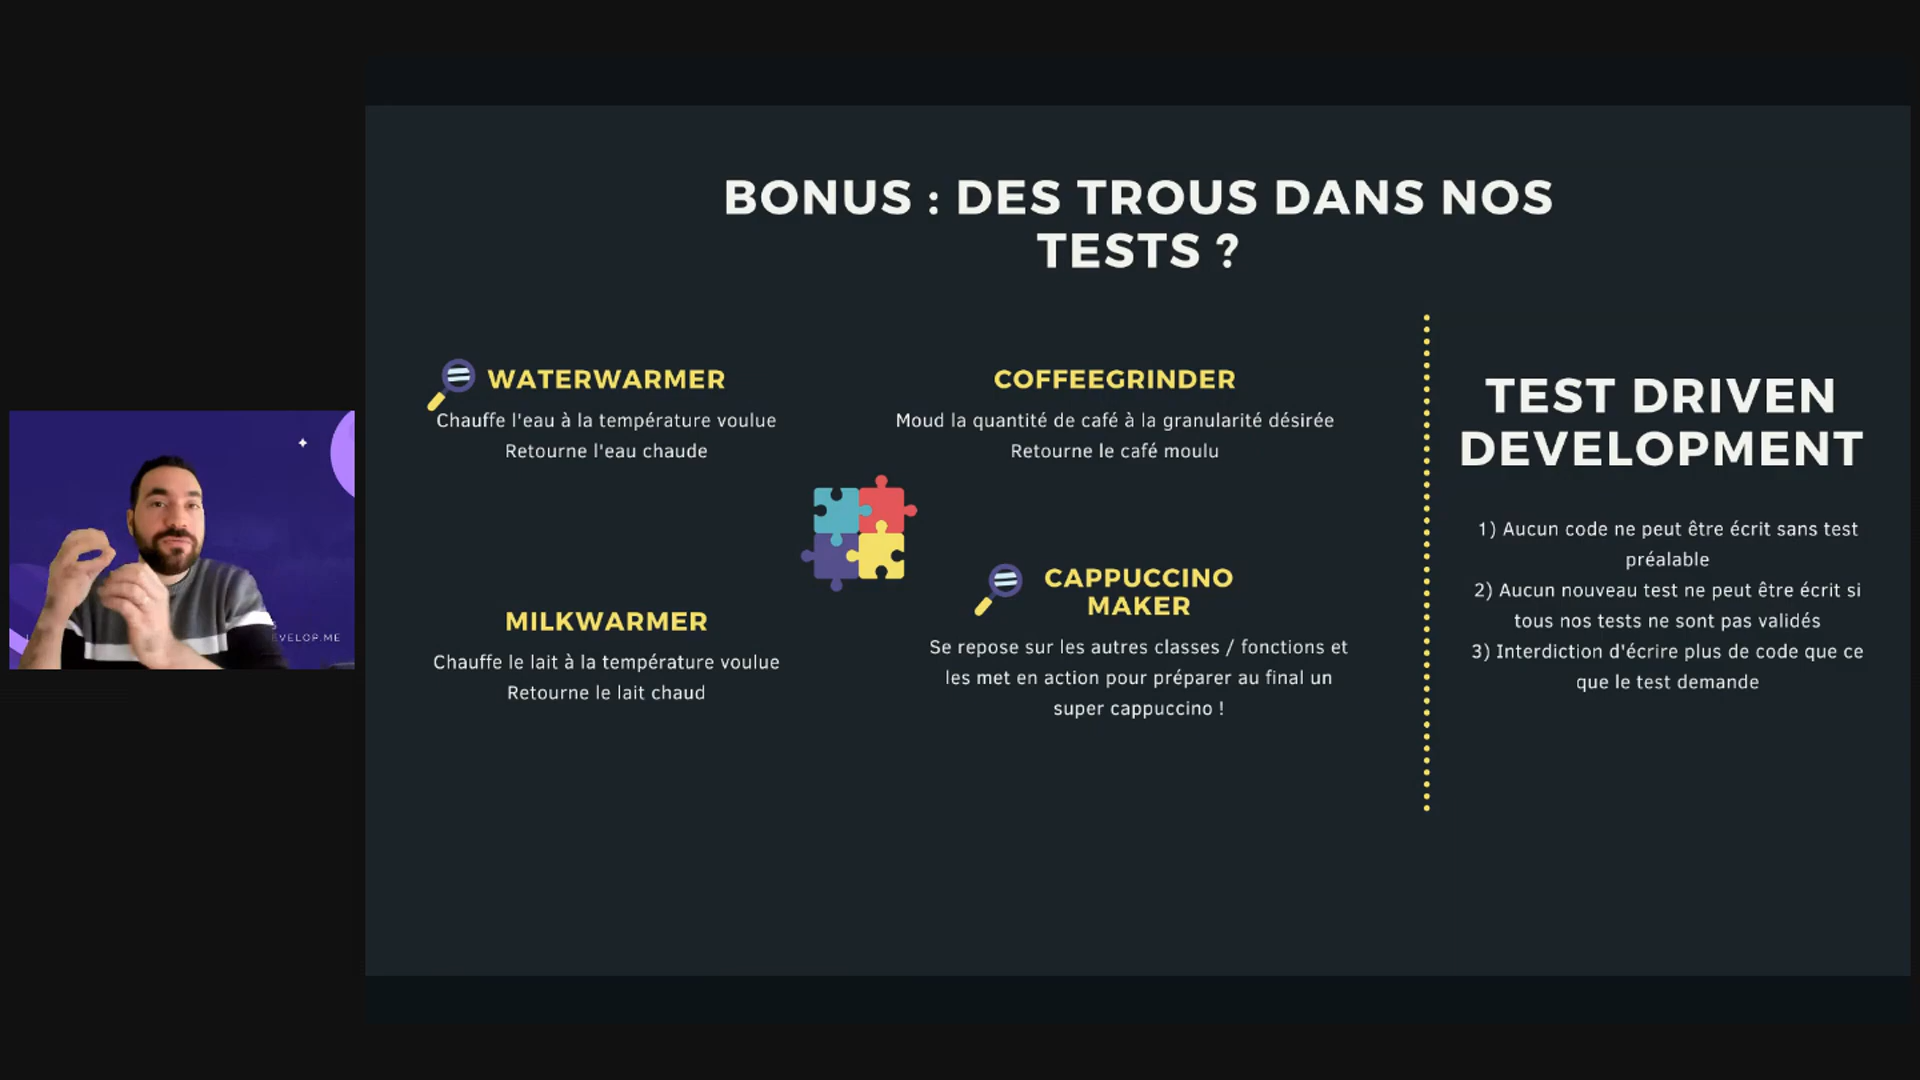 BONUS : DES TROUS DANS NOS
TESTS ?
WATERWARMER
Chauffe l'eau à la température voulue
Retourne l'eau chaude
COFFEEGRINDER
Moud la quantité de café à la granularité désirée
Retourne le café moulu
MILKWARMER
Chauffe le lait à la température voulue
Retourne le lait chaud
CAPPUCCINO
MAKER
Se repose sur les autres classes / fonctions et
les met en action pour préparer au final un
super cappuccino !
TEST DRIVEN
DEVELOPMENT
1) Aucun code ne peut être écrit sans test
préalable
2) Aucun nouveau test ne peut être écrit si
tous nos tests ne sont pas validés
3) Interdiction d'écrire plus de code que ce
que le test demande
EVELOP.ME